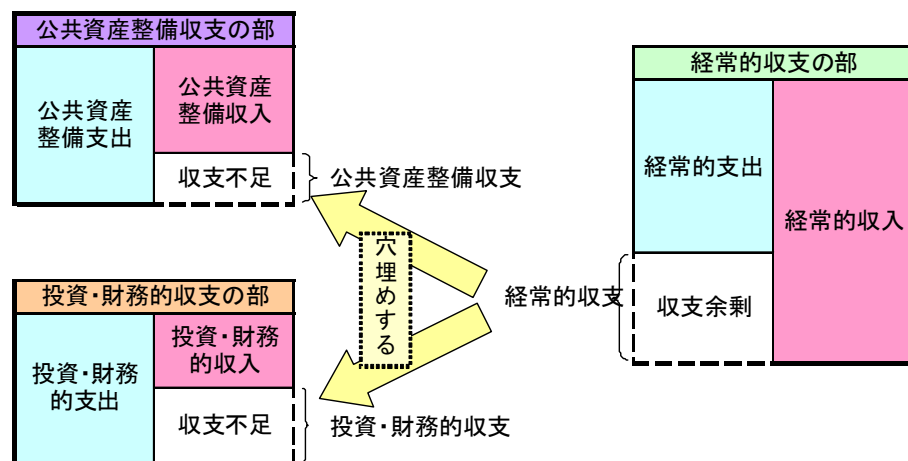 公共資産整備収支の部
公共資産
整備支出
公共資産
整備収入
収支不足
公共資産整備収支
投資・財務的収支の部
投資・財務
的支出
投資・財務
的収入
収支不足
投資・財務的収支
穴埋めする
経常的収支の部
経常的支出
経常的収入
収支余剰
経常的収支